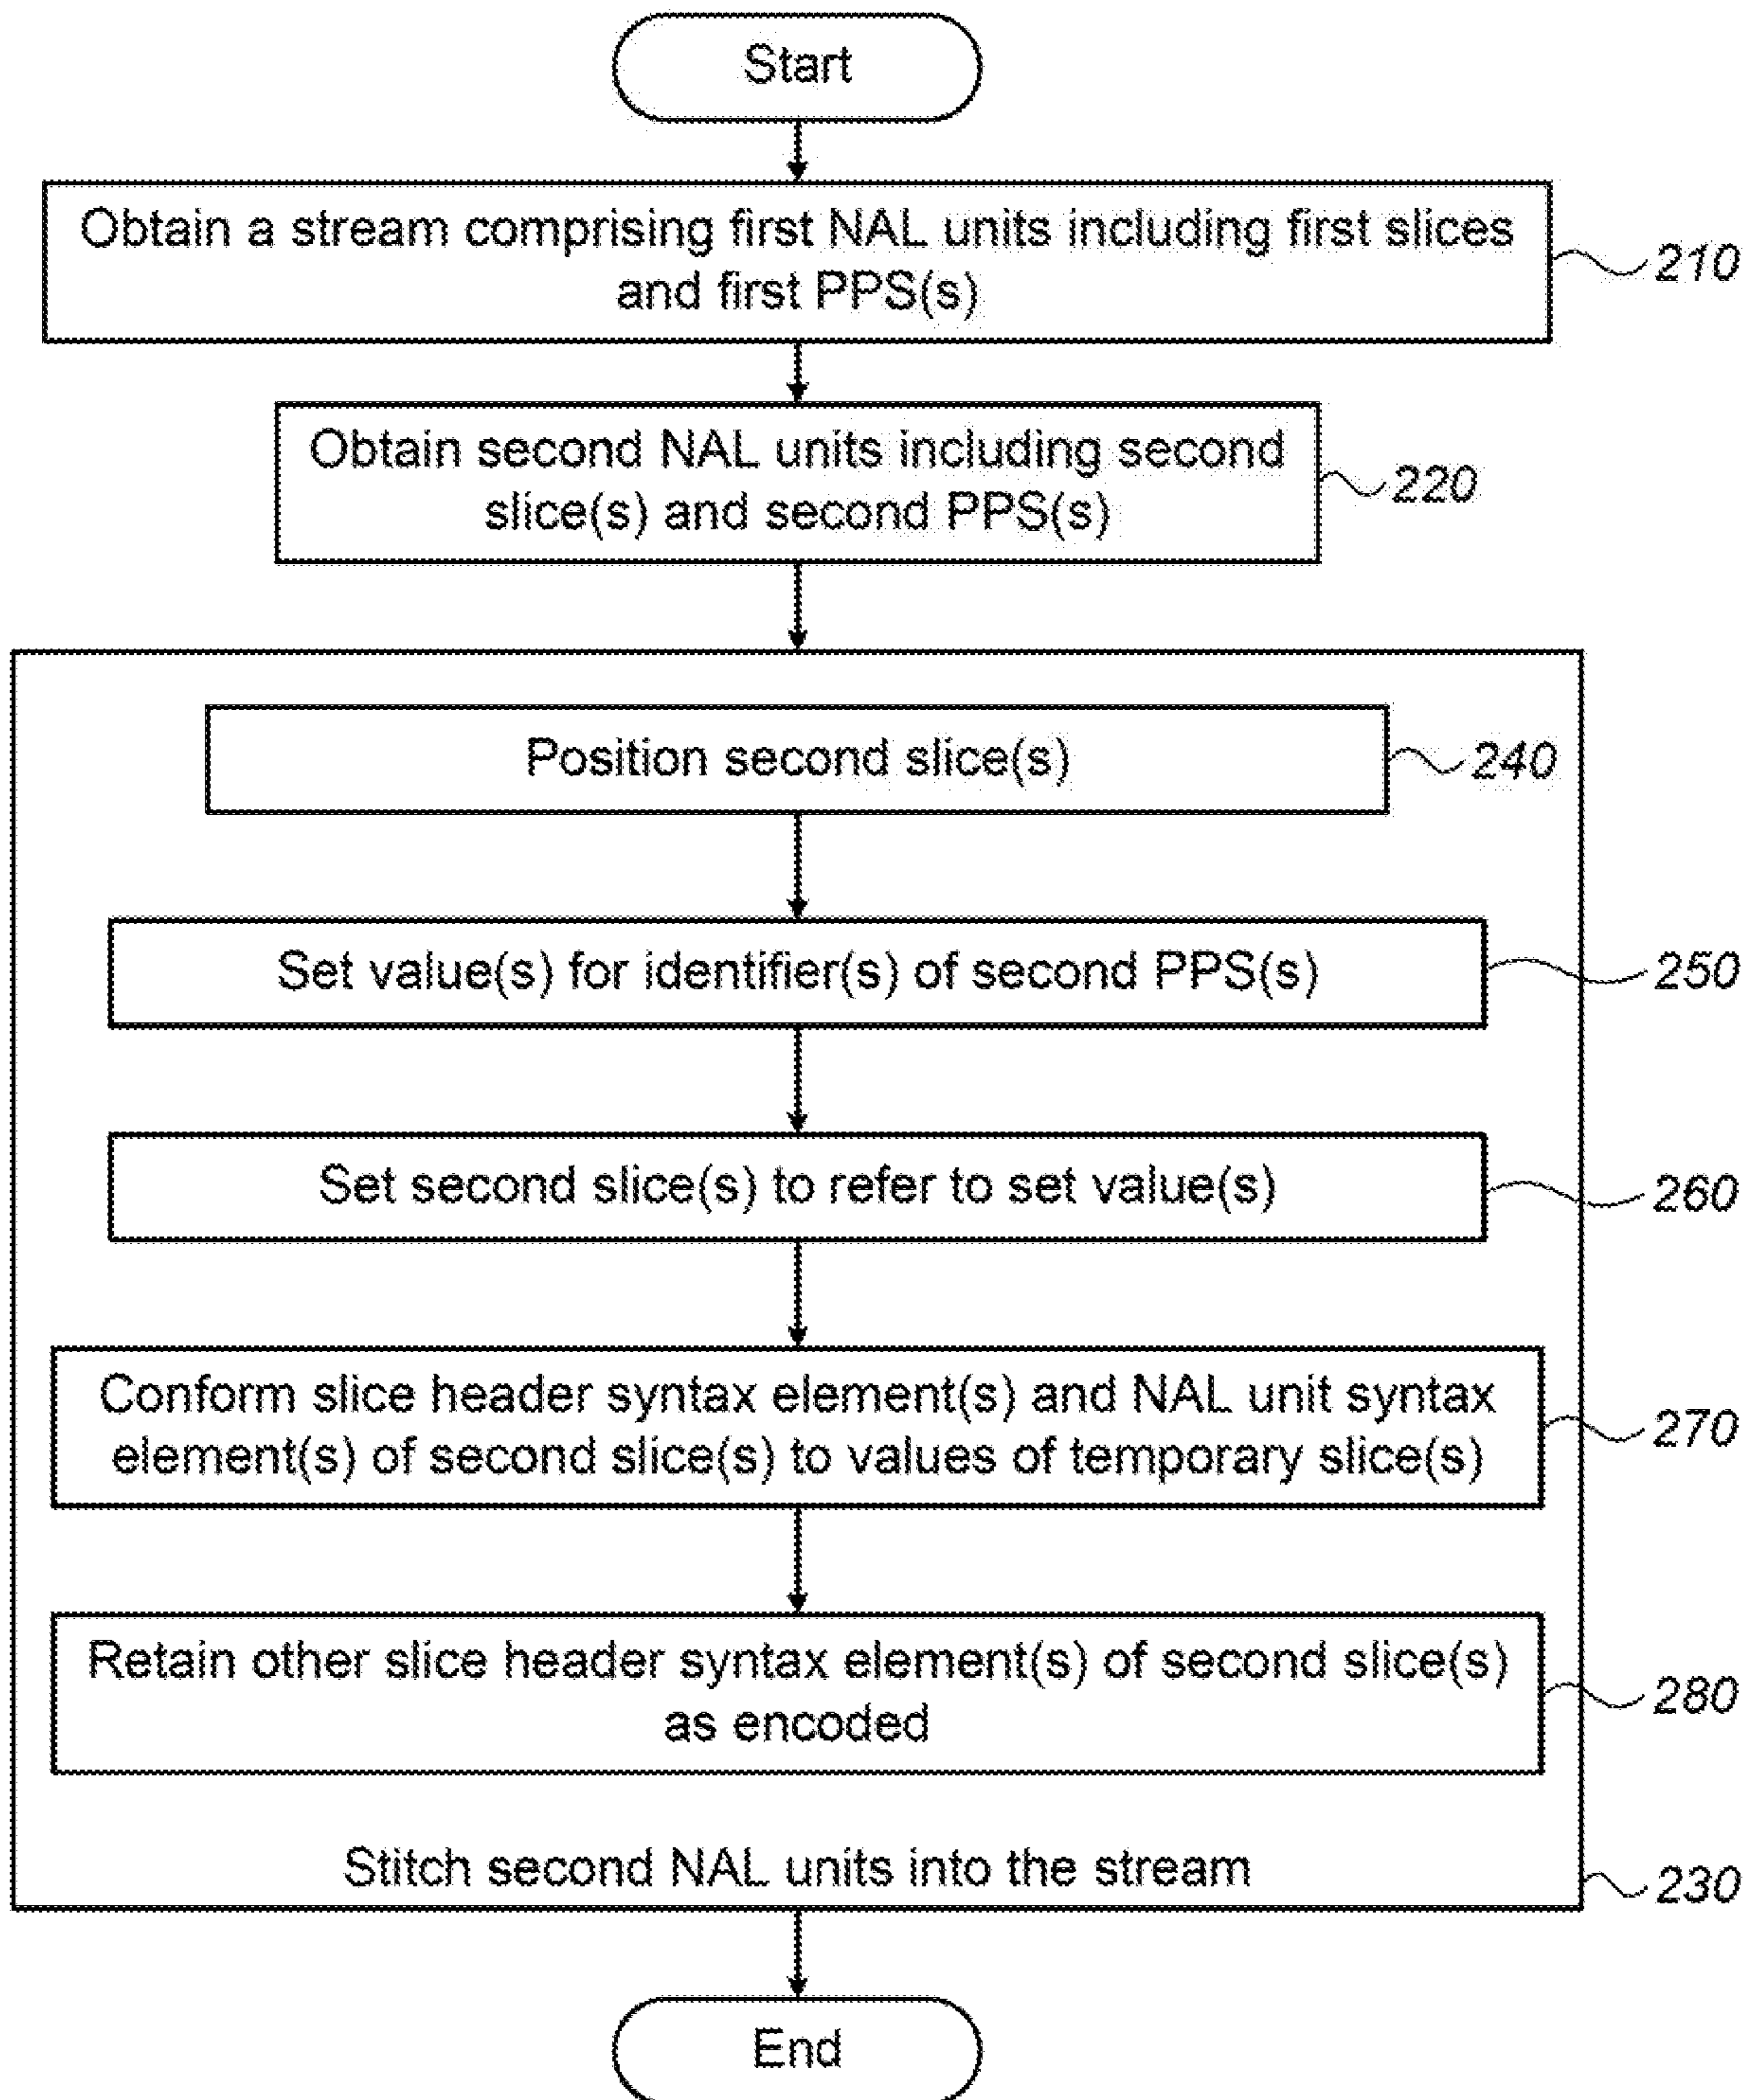 Start
Obtain a stream comprising first NAL units including first slices
and first PPS(s)
210
Obtain second NAL units including second
slice(s) and second PPS(s)
220
Position second slice(s)
240
Set value(s) for identifier(s) of second PPS(s)
250
Set second slice(s) to refer to set value(s)
260
Conform slice header syntax element(s) and NAL unit syntax
element(s) of second slice(s) to values of temporary slice(s)
270
Retain other slice header syntax element(s) of second slice(s)
as encoded
280
Stitch second NAL units into the stream
230
End